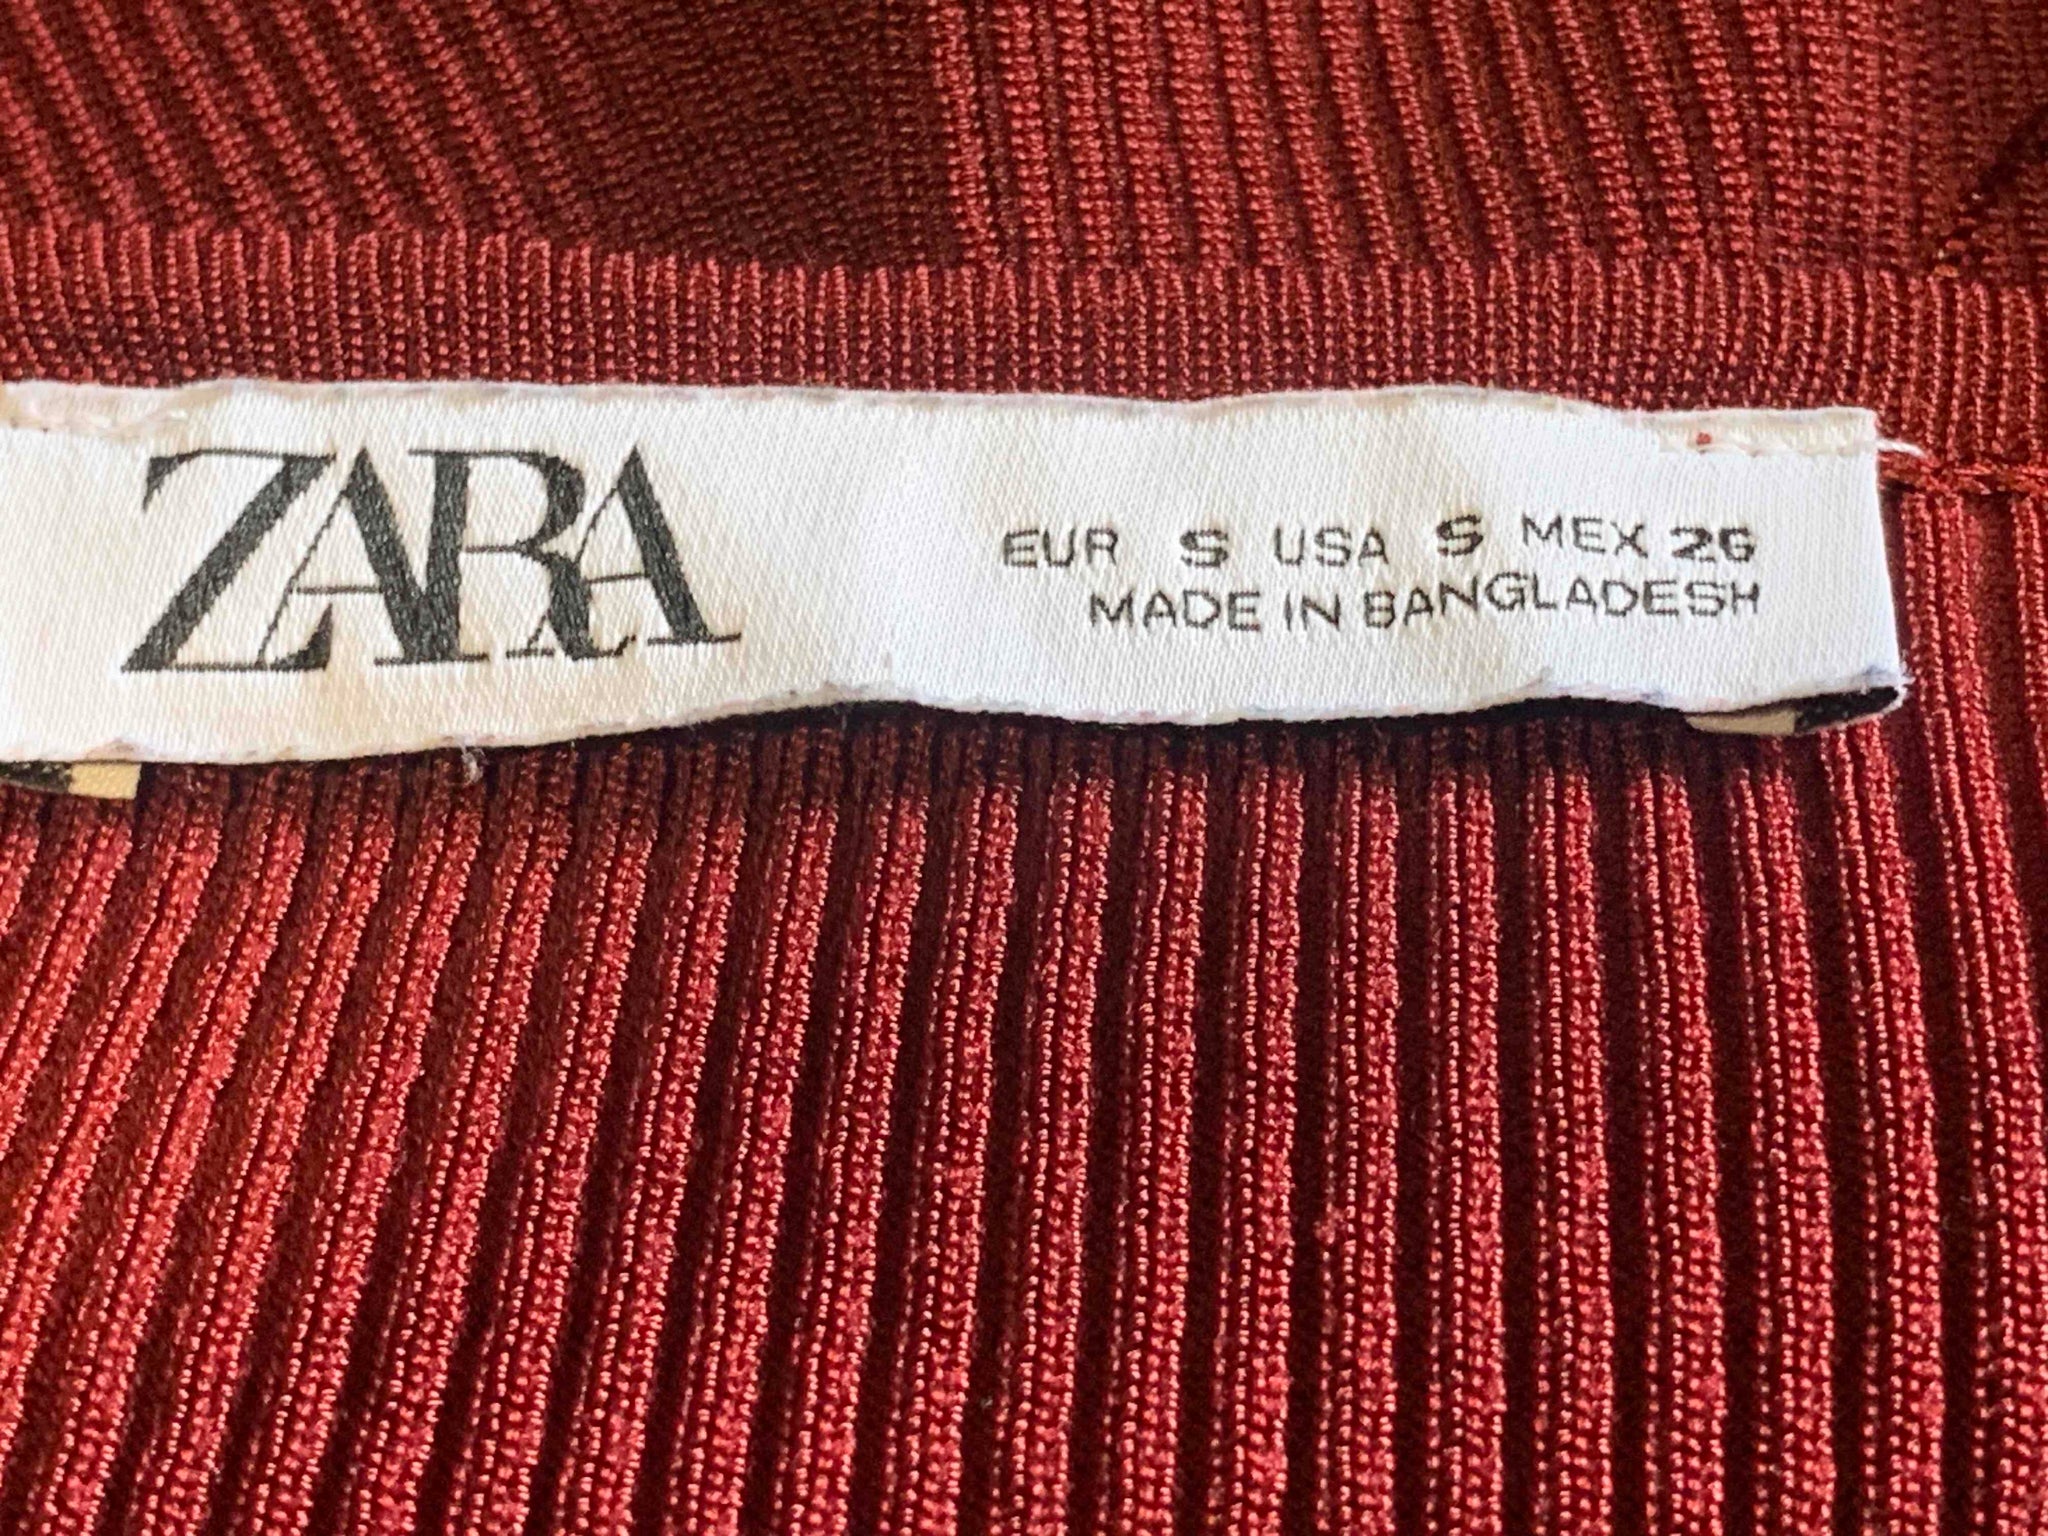 ZARA
EUR S USA S MEX 26
MADE IN BANGLADESH